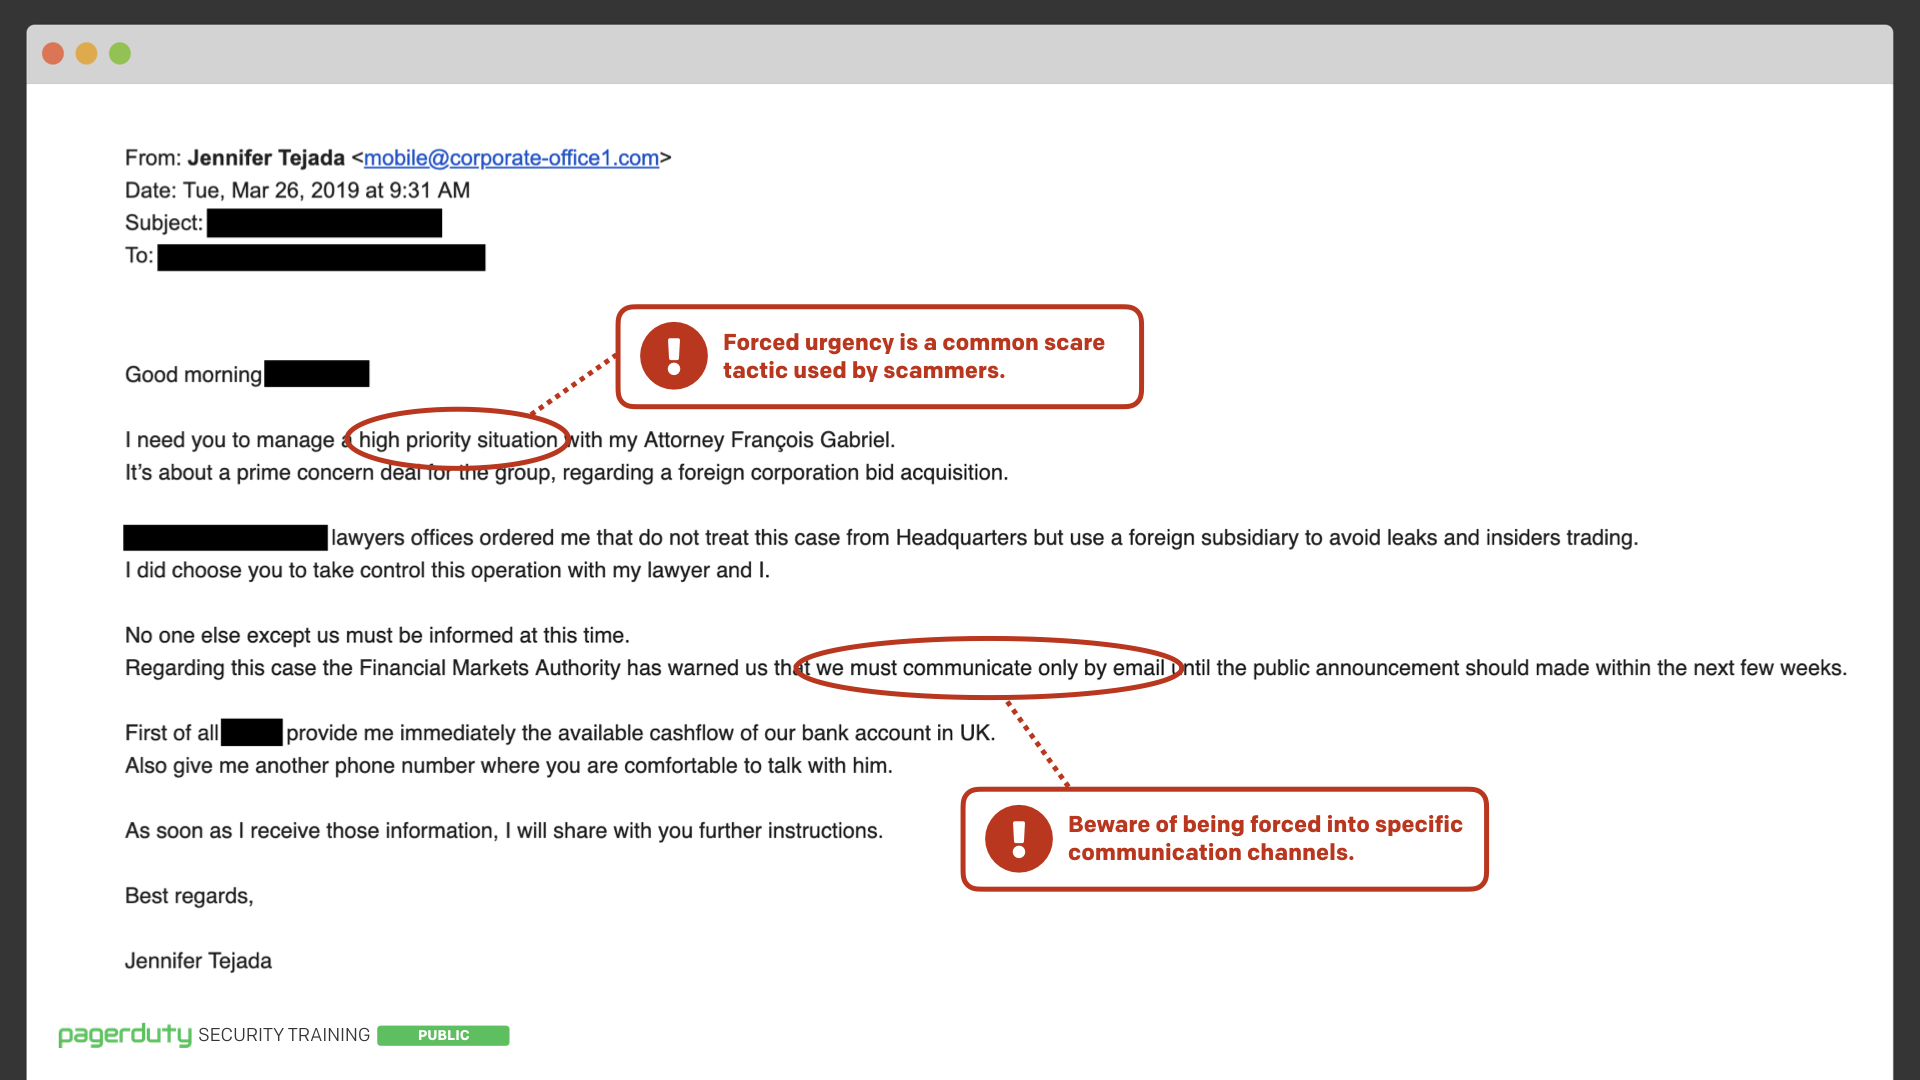 From: Jennifer Tejada <mobile@corporate-office1.com>
Date: Tue, Mar 26, 2019 at 9:31 AM
Subject:
To:
Forced urgency is a common scare
tactic used by scammers.
Good morning
I need you to manage a high priority situation with my Attorney François Gabriel.
It's about a prime concern deal for the group, regarding a foreign corporation bid acquisition.
lawyers offices ordered me that do not treat this case from Headquarters but use a foreign subsidiary to avoid leaks and insiders trading.
I did choose you to take control this operation with my lawyer and I.
No one else except us must be informed at this time.
Regarding this case the Financial Markets Authority has warned us that we must communicate only by email until the public announcement should made within the next few weeks.
First of all provide me immediately the available cashflow of our bank account in UK.
Also give me another phone number where you are comfortable to talk with him.
Beware of being forced into specific
communication channels.
As soon as I receive those information, I will share with you further instructions.
Best regards,
Jennifer Tejada
pagerduty SECURITY TRAINING PUBLIC